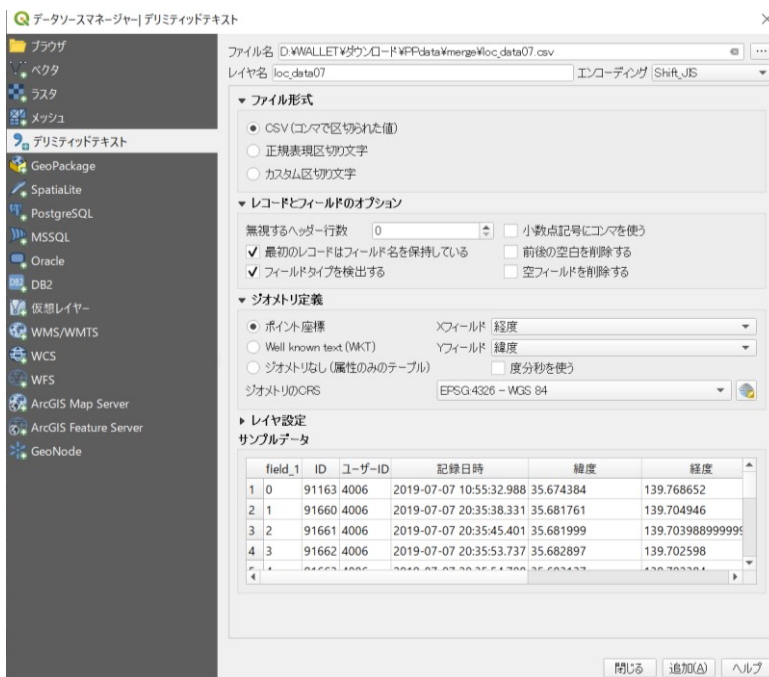 データソースマネージャー | デリミティッドテキスト
ブラウザ
ベクタ
ラスタ
メッシュ
デリミティッドテキスト
GeoPackage
SpatiaLite
PostgreSQL
MSSQL
Oracle
DB2
仮想レイヤー
WMS/WMTS
WCS
WFS
ArcGIS Map Server
ArcGIS Feature Server
GeoNode
ファイル名 D:¥WALLET¥ダウンロード¥PPdata¥merge¥loc_data07.csv …
レイヤ名 loc_data07 エンコーディング Shift_JIS
ファイル形式
CSV(コンマで区切られた値)
正規表現区切り文字
カスタム区切り文字
レコードとフィールドのオプション
無視するヘッダー行数 0 小数点記号にコンマを使う
最初のレコードはフィールド名を保持している 前後の空白を削除する
フィールドタイプを検出する 空フィールドを削除する
ジオメトリ定義
ポイント座標 Xフィールド 経度
Well known text (WKT) Yフィールド 緯度
ジオメトリなし(属性のみのテーブル) 度分秒を使う
ジオメトリのCRS EPSG:4326 - WGS 84
レイヤ設定
サンプルデータ
field_1 ID ユーザーID 記録日時 緯度 経度
1 0 91163 4006 2019-07-07 10:55:32.988 35.674384 139.768652
2 1 91660 4006 2019-07-07 20:35:38.331 35.681761 139.704946
3 2 91661 4006 2019-07-07 20:35:45.401 35.681999 139.703988999999
4 3 91662 4006 2019-07-07 20:35:53.737 35.682897 139.702598
閉じる 追加(A) ヘルプ